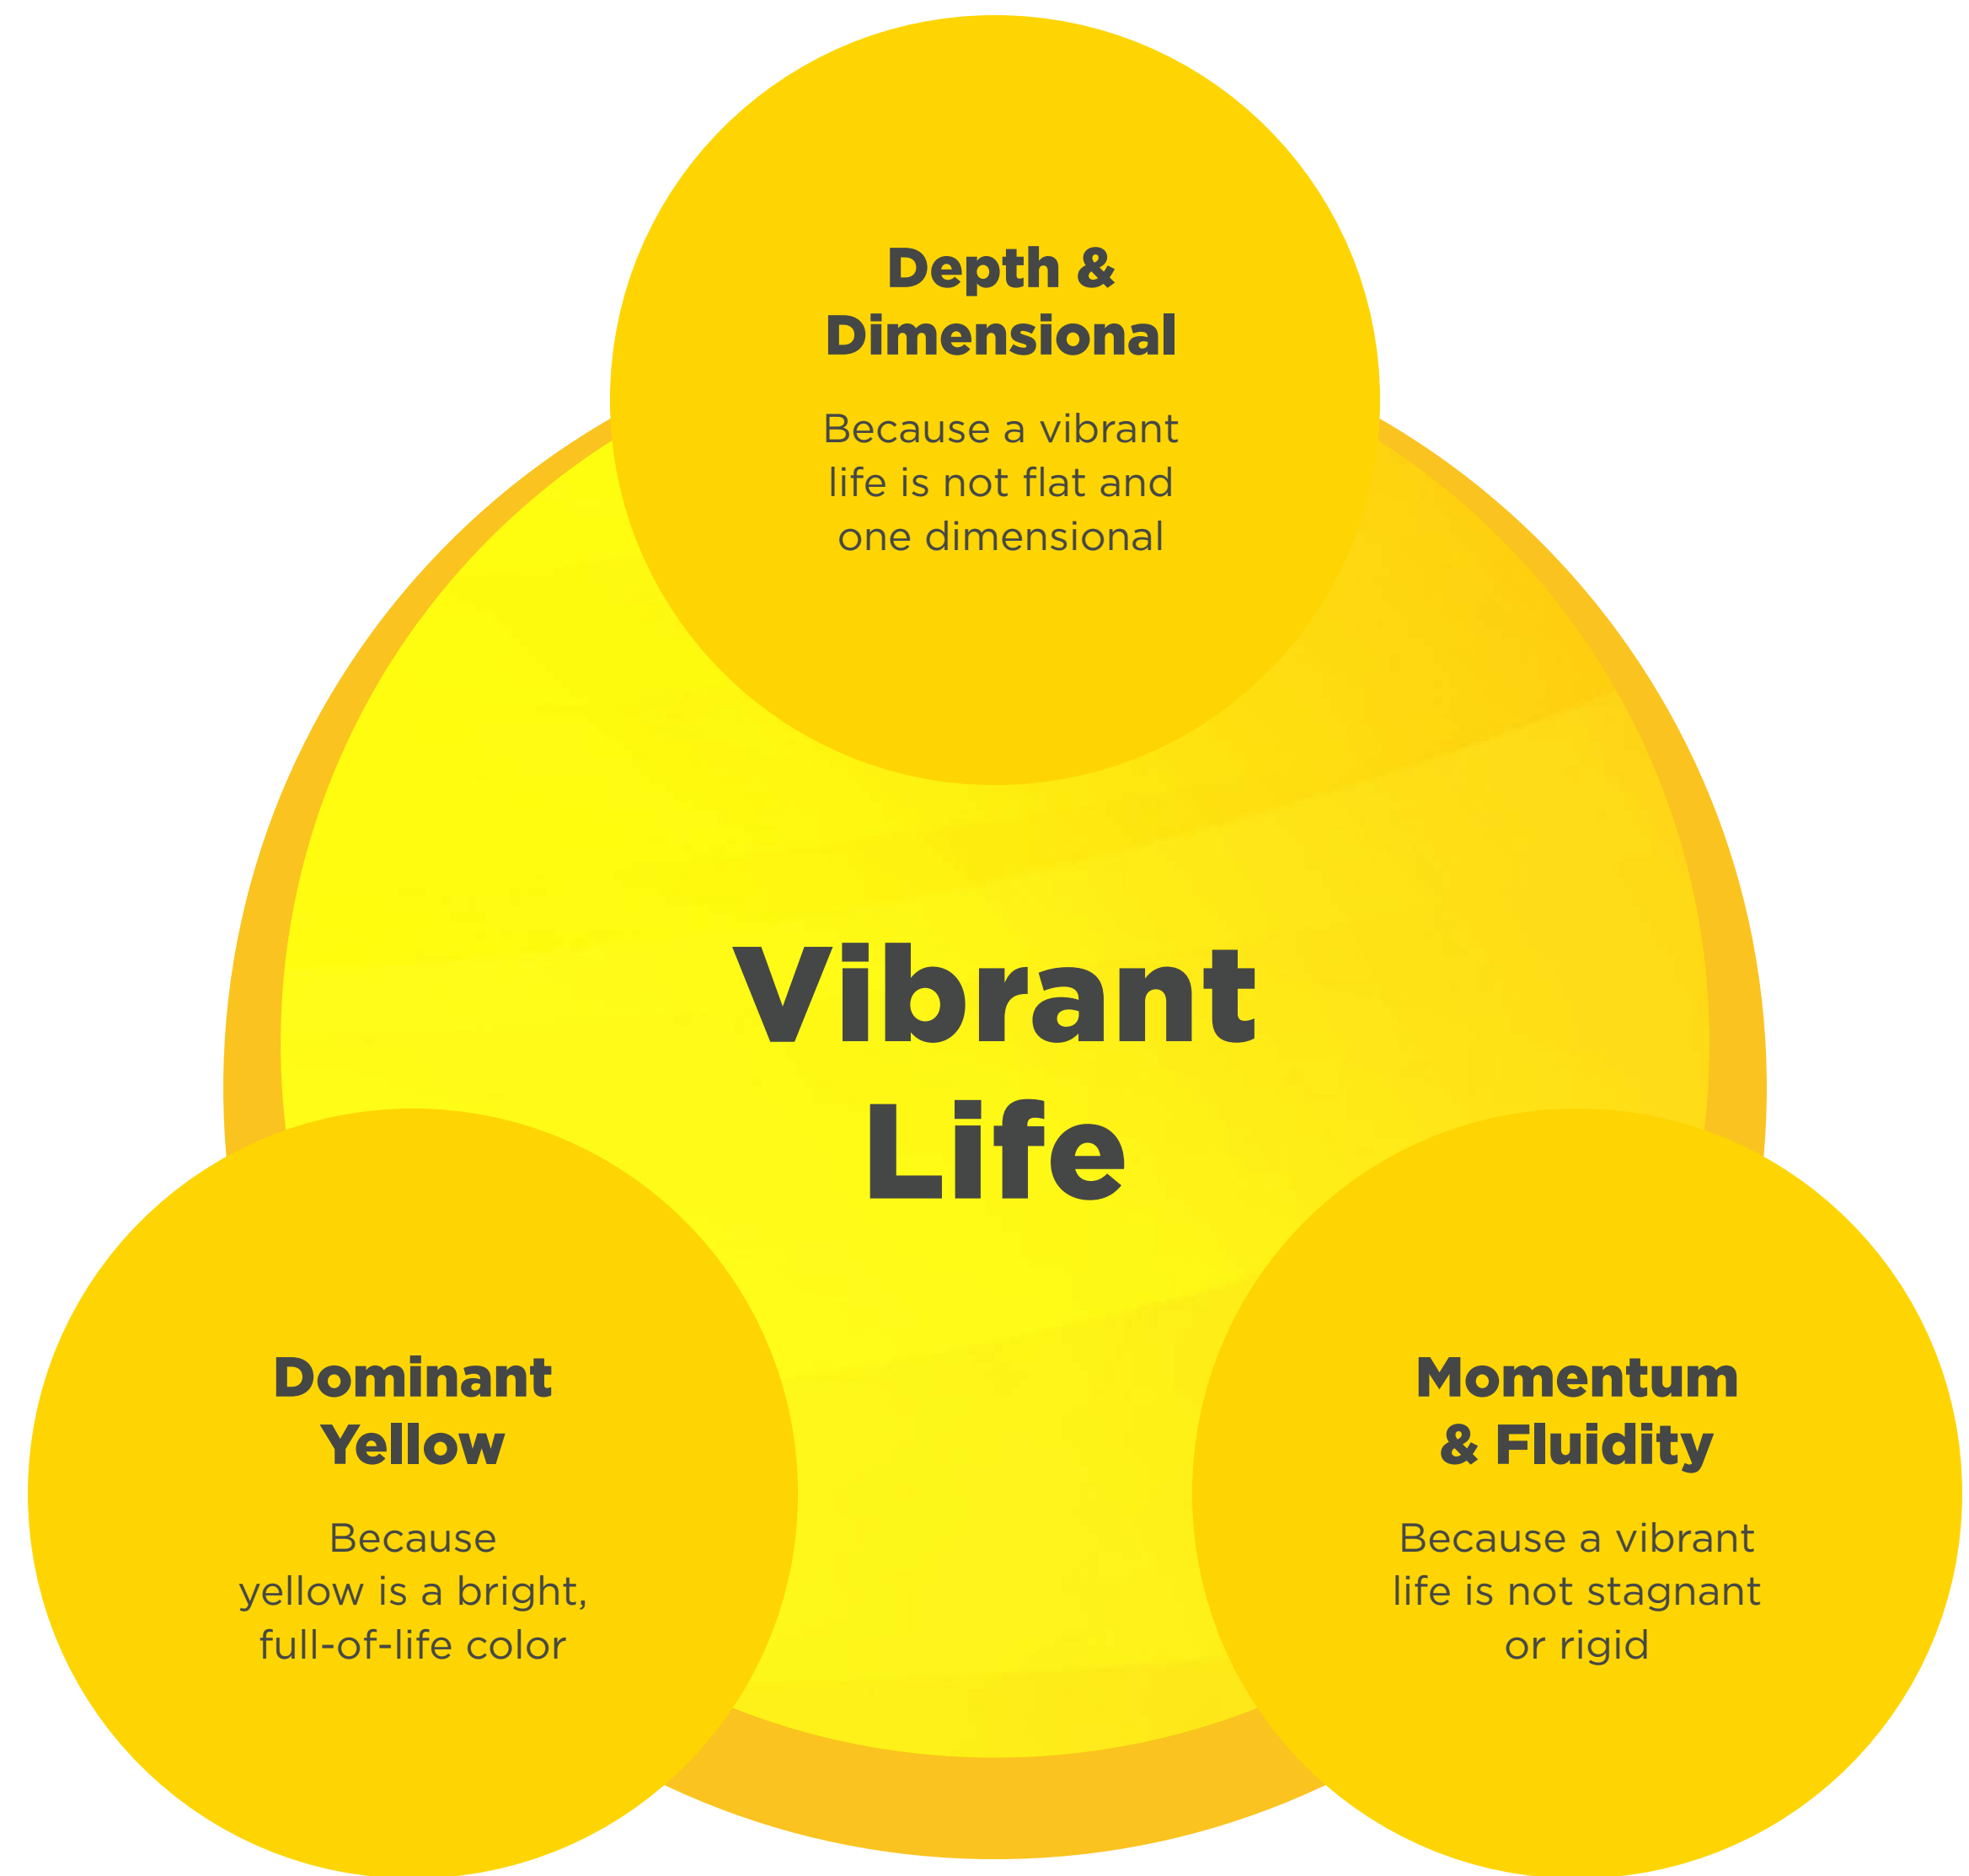 Depth &
Dimensional
Because a vibrant
life is not flat and
one dimensional
Vibrant
Life
Dominant
Yellow
Because
yellow is a bright,
full-of-life color
Momentum
& Fluidity
Because a vibrant
life is not stagnant
or rigid